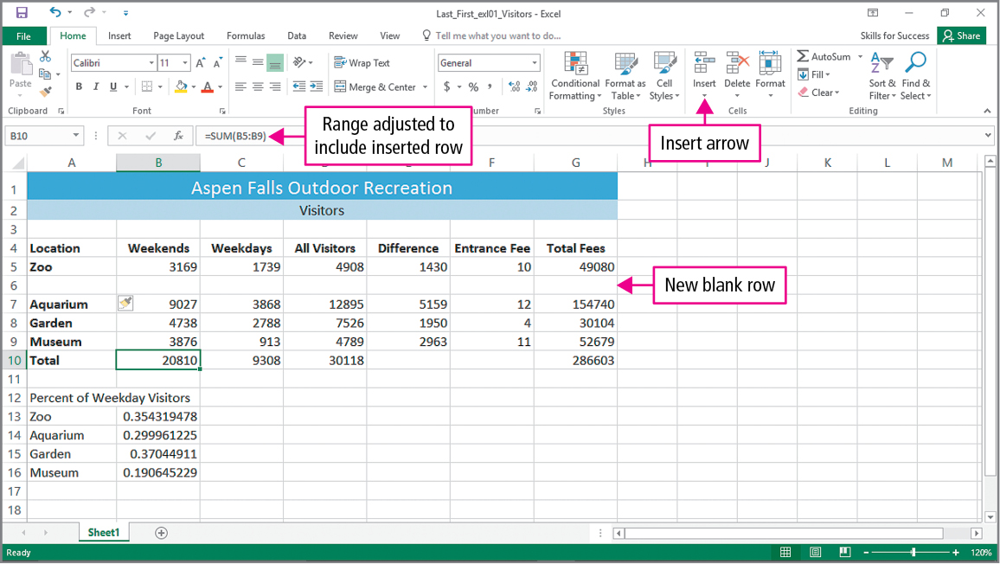 Last_First_exl01_Visitors - Excel
File Home Insert Page Layout Formulas Data Review View Tell me what you want to do... Skills for Success Share
Paste
Calibri 11 A A
B I U A
Wrap Text
Merge & Center
General
$ % ,
Conditional Formatting
Format as Table
Cell Styles
Insert Delete Format
AutoSum
Fill
Clear
Sort & Filter
Find & Select
Clipboard Font umber Styles Cells Editing
B10 fx =SUM(B5:B9)
Range adjusted to
include inserted row
Insert arrow
A B C F G H J K L M
1 Aspen Falls Outdoor Recreation
2 Visitors
3
4 Location Weekends Weekdays All Visitors Difference Entrance Fee Total Fees
5 Zoo 3169 1739 4908 1430 10 49080
6
New blank row
7 Aquarium 9027 3868 12895 5159 12 154740
8 Garden 4738 2788 7526 1950 4 30104
9 Museum 3876 913 4789 2963 11 52679
10 Total 20810 9308 30118 286603
11
12 Percent of Weekday Visitors
13 Zoo 0.354319478
14 Aquarium 0.299961225
15 Garden 0.37044911
16 Museum 0.190645229
17
18
Sheet1
Ready 120%